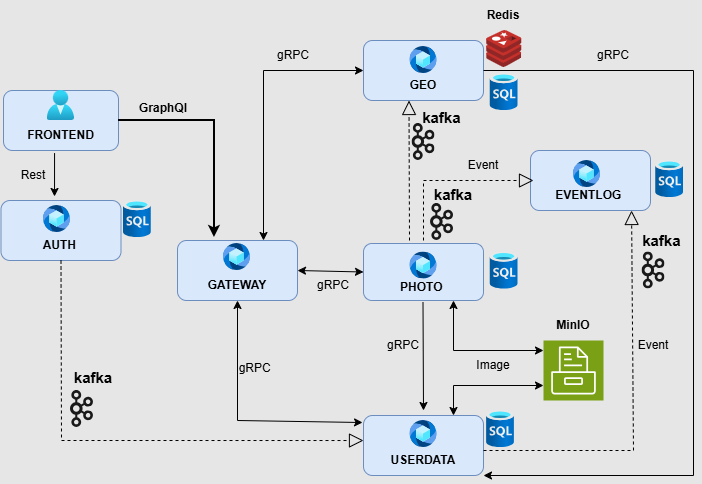 Redis
gRPC
gRPC
GEO
SQL
GraphQl
kafka
FRONTEND
Event
Rest
kafka
EVENTLOG
SQL
SQL
AUTH
kafka
GATEWAY
gRPC
PHOTO
SQL
MinIO
gRPC
Event
gRPC
Image
kafka
SQL
USERDATA